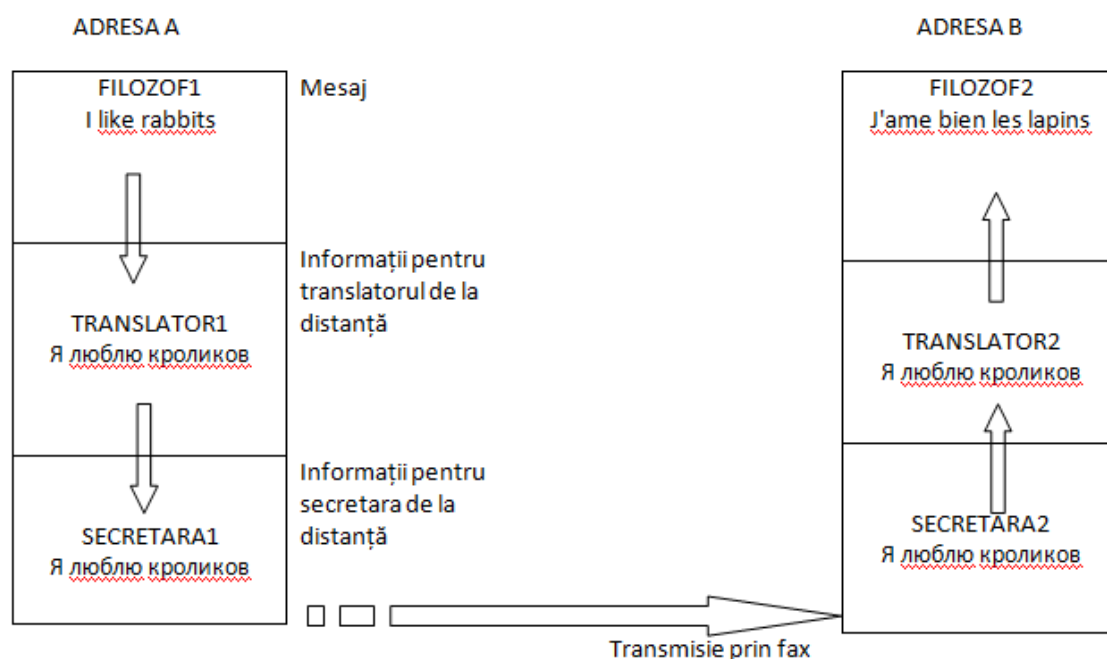 ADRESA A
ADRESA B
FILOZOF1
I like rabbits
Mesaj
FILOZOF2
J'ame bien les lapins
Informații pentru
translatorul de la
distanță
TRANSLATOR1
Я люблю кроликов
TRANSLATOR2
Я люблю кроликов
Informații pentru
secretara de la
distanță
SECRETARA1
Я люблю кроликов
SECRETARA2
Я люблю кроликов
Transmisie prin fax